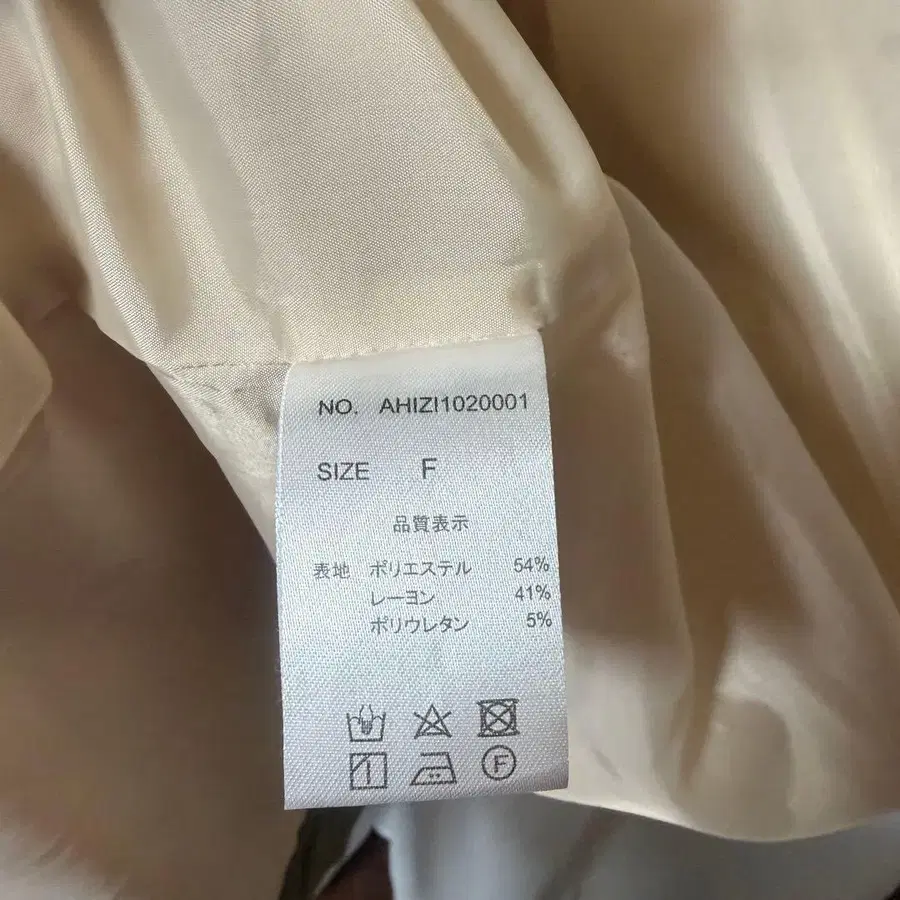 NO. AHIZI1020001
SIZE F
品質表示
表地 ポリエステル 54%
レーヨン 41%
ポリウレタン 5%
F